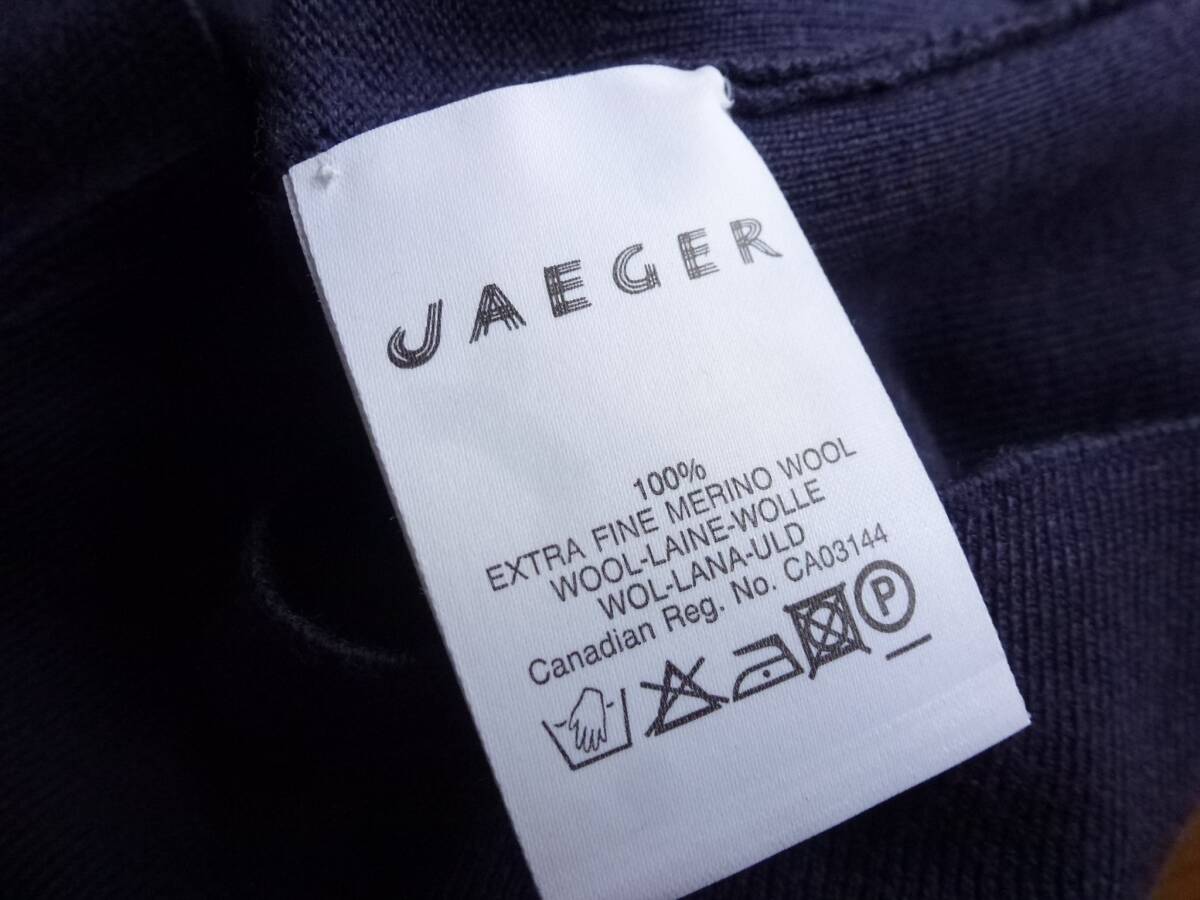 JAEGER
100%
EXTRA FINE MERINO WOOL
WOOL-LAINE-WOLLE
WOL-LANA-ULD
Canadian Reg. No. CA03144
P